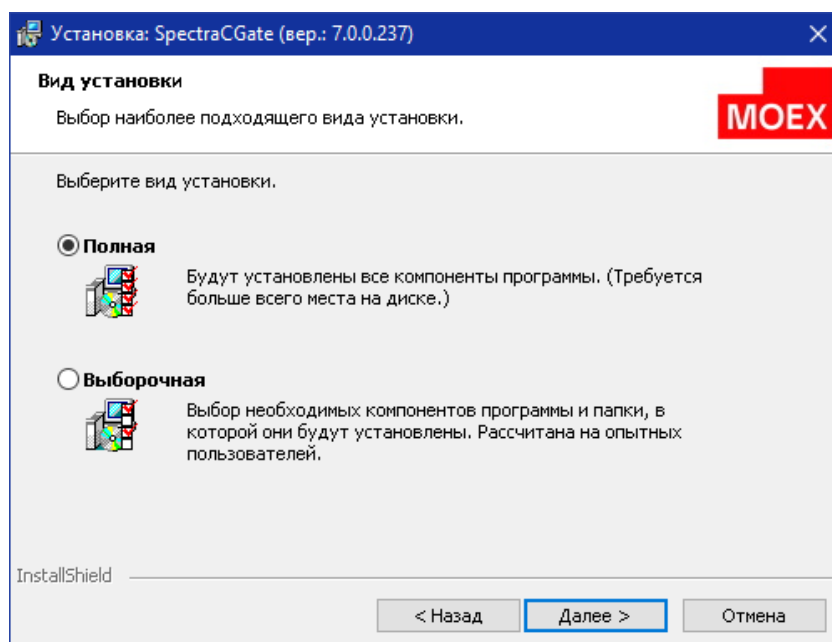 Установка: SpectraCGate (вер.: 7.0.0.237)
Вид установки
Выбор наиболее подходящего вида установки.
MOEX
Выберите вид установки.
Полная
Будут установлены все компоненты программы. (Требуется
больше всего места на диске.)
Выборочная
Выбор необходимых компонентов программы и папки, в
которой они будут установлены. Рассчитана на опытных
пользователей.
InstallShield
< Назад
Далее >
Отмена